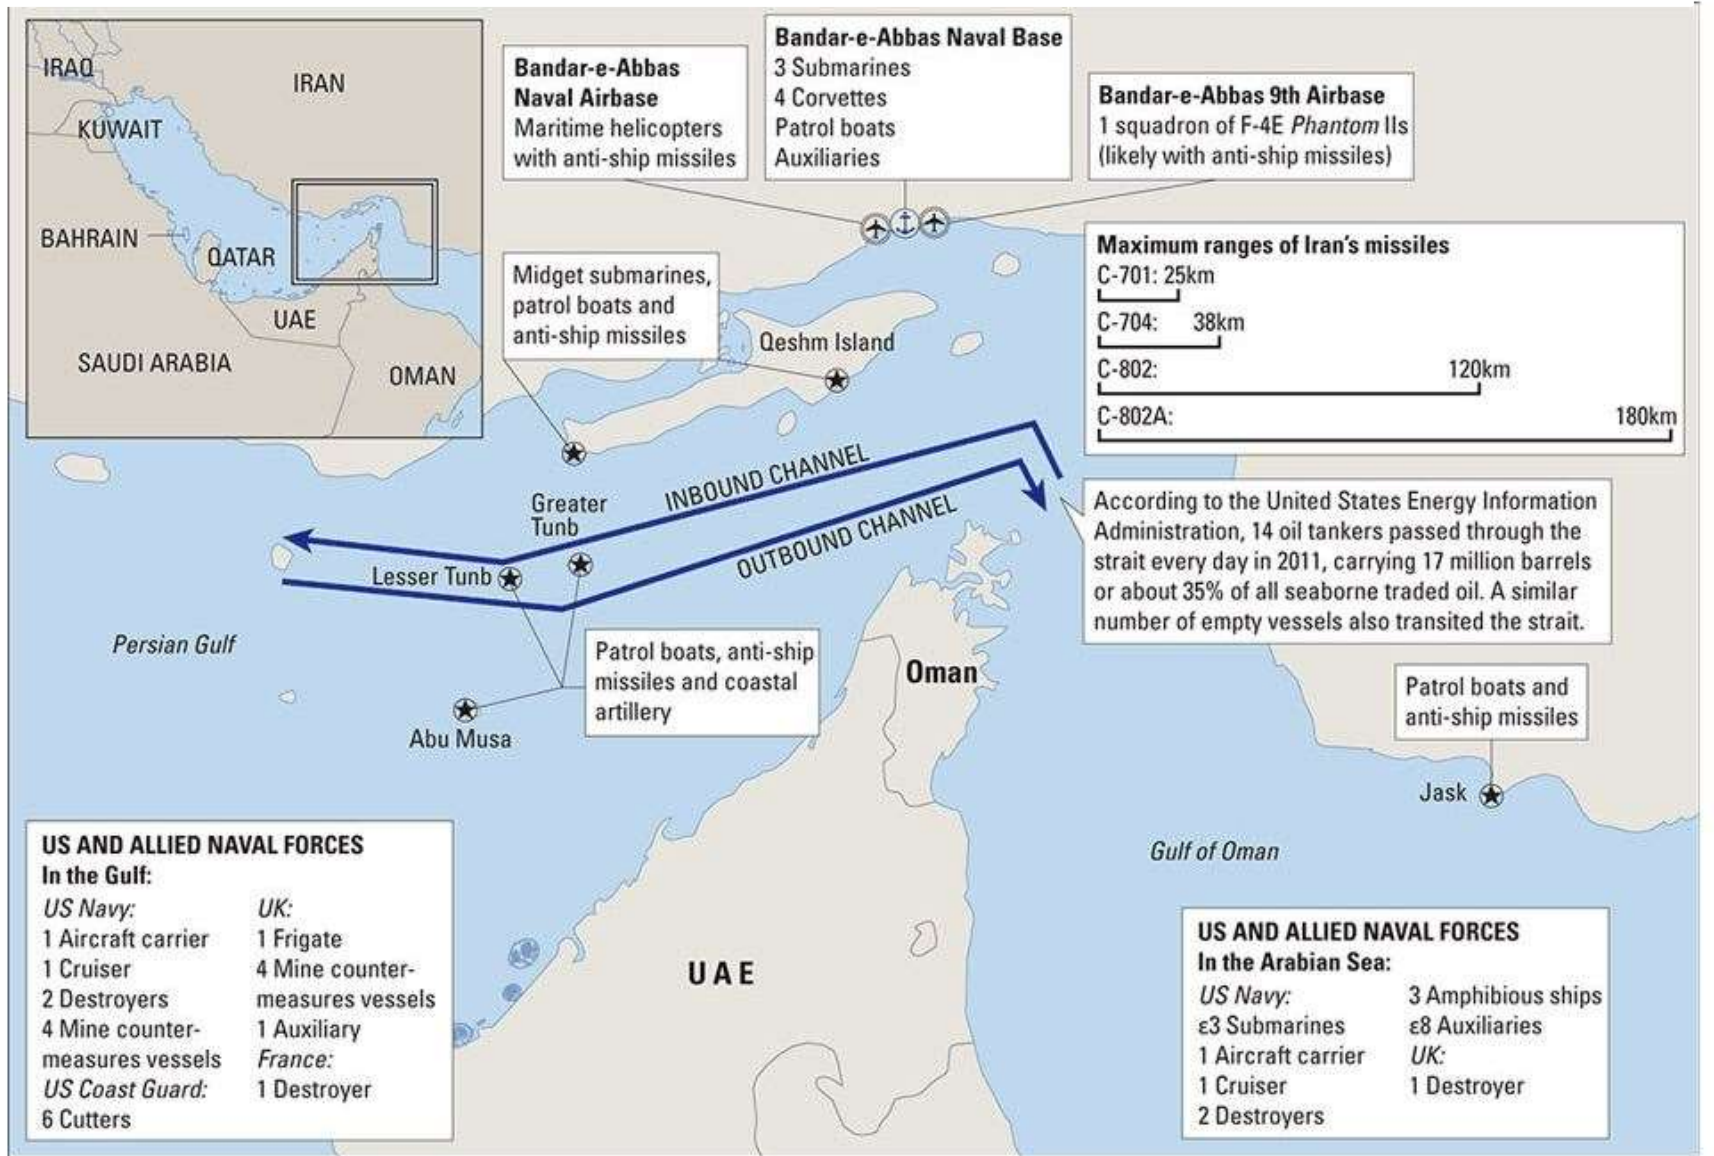 IRAQ
IRAN
KUWAIT
BAHRAIN
QATAR
UAE
SAUDI ARABIA
OMAN
Bandar-e-Abbas
Naval Airbase
Maritime helicopters
with anti-ship missiles
Bandar-e-Abbas Naval Base
3 Submarines
4 Corvettes
Patrol boats
Auxiliaries
Bandar-e-Abbas 9th Airbase
1 squadron of F-4E Phantom IIs
(likely with anti-ship missiles)
Midget submarines,
patrol boats and
anti-ship missiles
Qeshm Island
Maximum ranges of Iran's missiles
C-701: 25km
C-704: 38km
C-802: 120km
C-802A: 180km
INBOUND CHANNEL
OUTBOUND CHANNEL
Greater
Tunb
Lesser Tunb
According to the United States Energy Information
Administration, 14 oil tankers passed through the
strait every day in 2011, carrying 17 million barrels
or about 35% of all seaborne traded oil. A similar
number of empty vessels also transited the strait.
Persian Gulf
Patrol boats, anti-ship
missiles and coastal
artillery
Abu Musa
Oman
Patrol boats and
anti-ship missiles
Jask
Gulf of Oman
UAE
US AND ALLIED NAVAL FORCES
In the Gulf:
US Navy:
1 Aircraft carrier
1 Cruiser
2 Destroyers
4 Mine counter-
measures vessels
US Coast Guard:
6 Cutters
UK:
1 Frigate
4 Mine counter-
measures vessels
1 Auxiliary
France:
1 Destroyer
US AND ALLIED NAVAL FORCES
In the Arabian Sea:
US Navy:
ε3 Submarines
1 Aircraft carrier
1 Cruiser
2 Destroyers
3 Amphibious ships
ε8 Auxiliaries
UK:
1 Destroyer